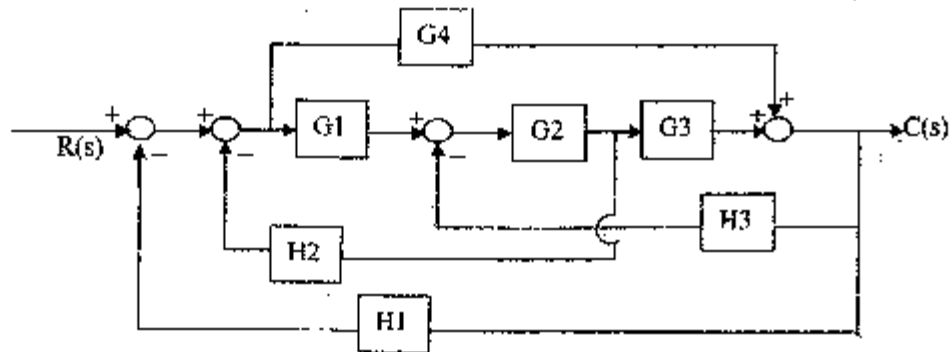 G4
+ + + + +
G1 G2 G3 C(s)
R(s) − − −
H3
H2
H1